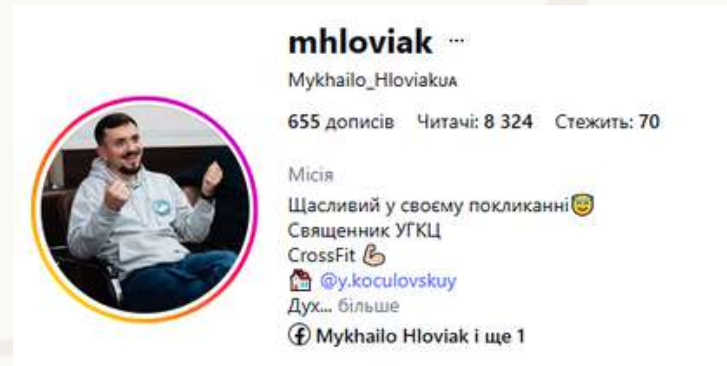 mhloviak ...
Mykhailo_HloviakUA
655 дописів Читачі: 8 324 Стежить: 70
Місія
Щасливий у своєму покликанні😇
Священник УГКЦ
CrossFit 💪🏼
🏠 @y.koculovskuy
Дух... більше
Mykhailo Hloviak і ще 1